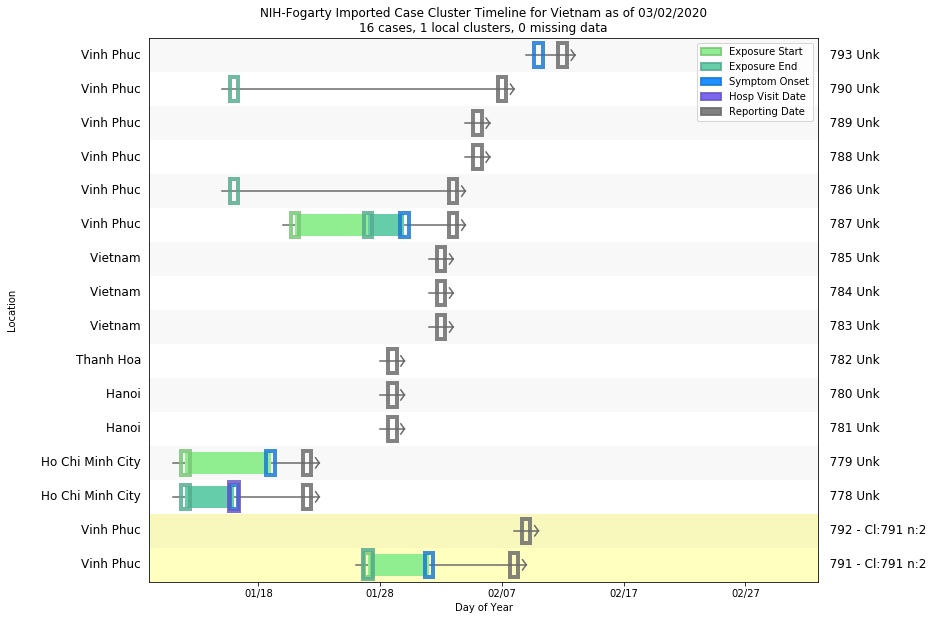 NIH-Fogarty Imported Case Cluster Timeline for Vietnam as of 03/02/2020
16 cases, 1 local clusters, 0 missing data
Exposure Start
Exposure End
Symptom Onset
Hosp Visit Date
Reporting Date
Vinh Phuc 793 Unk
Vinh Phuc 790 Unk
Vinh Phuc 789 Unk
Vinh Phuc 788 Unk
Vinh Phuc 786 Unk
Vinh Phuc 787 Unk
Vietnam 785 Unk
Vietnam 784 Unk
Vietnam 783 Unk
Thanh Hoa 782 Unk
Hanoi 780 Unk
Hanoi 781 Unk
Ho Chi Minh City 779 Unk
Ho Chi Minh City 778 Unk
Vinh Phuc 792 - Cl:791 n:2
Vinh Phuc 791 - Cl:791 n:2
Location
01/18 01/28 02/07 02/17 02/27
Day of Year